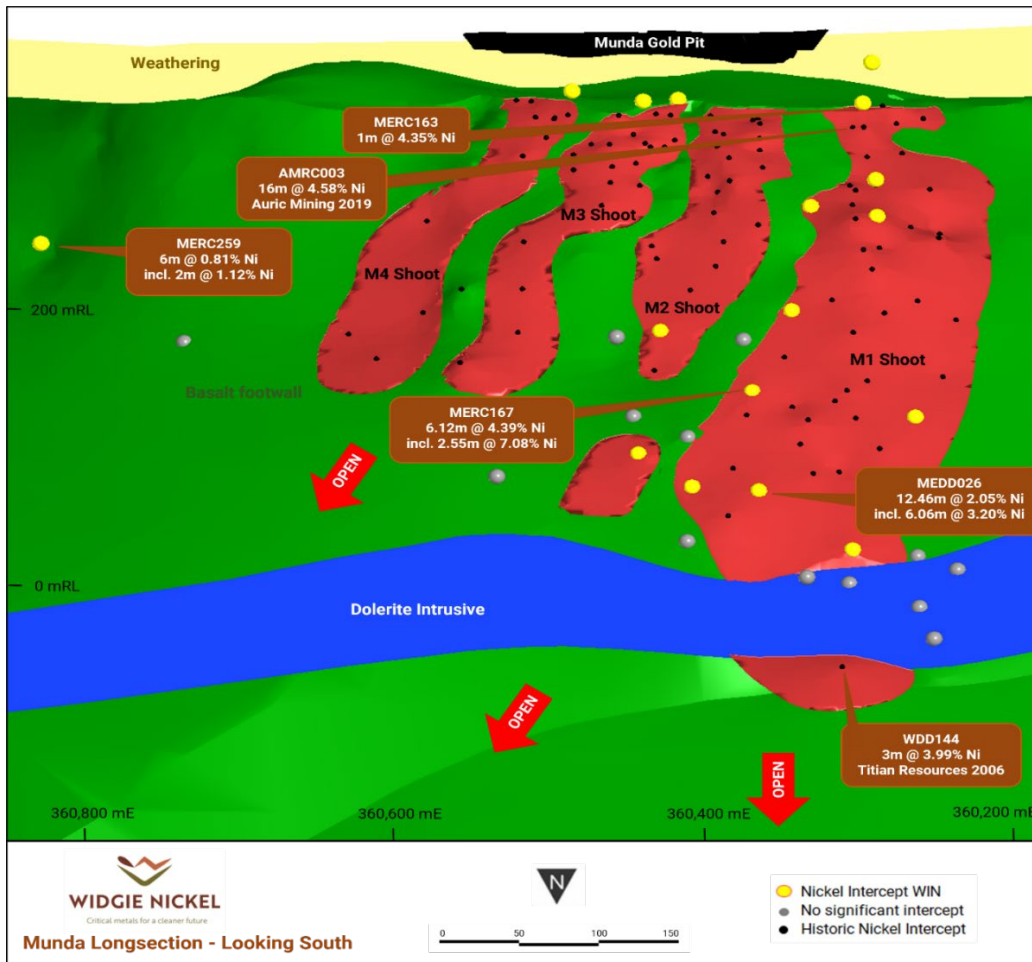 Munda Gold Pit
Weathering
MERC163
1m @ 4.35% Ni
AMRC003
16m @ 4.58% Ni
Auric Mining 2019
MERC259
6m @ 0.81% Ni
incl. 2m @ 1.12% Ni
M3 Shoot
M4 Shoot
M2 Shoot
200 mRL
M1 Shoot
Basalt footwall
MERC167
6.12m @ 4.39% Ni
incl. 2.55m @ 7.08% Ni
OPEN
MEDD026
12.46m @ 2.05% Ni
incl. 6.06m @ 3.20% Ni
0 mRL
Dolerite Intrusive
OPEN
WDD144
3m @ 3.99% Ni
Titian Resources 2006
OPEN
360,800 mE
360,600 mE
360,400 mE
360,200 mE
WIDGIE NICKEL
Critical metals for a cleaner future
Munda Longsection - Looking South
N
0 50 100 150
Nickel Intercept WIN
No significant intercept
Historic Nickel Intercept